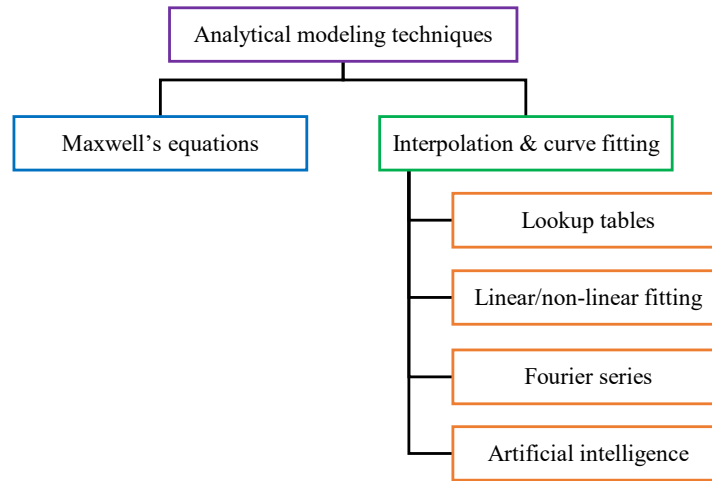 Analytical modeling techniques
Maxwell’s equations
Interpolation & curve fitting
Lookup tables
Linear/non-linear fitting
Fourier series
Artificial intelligence